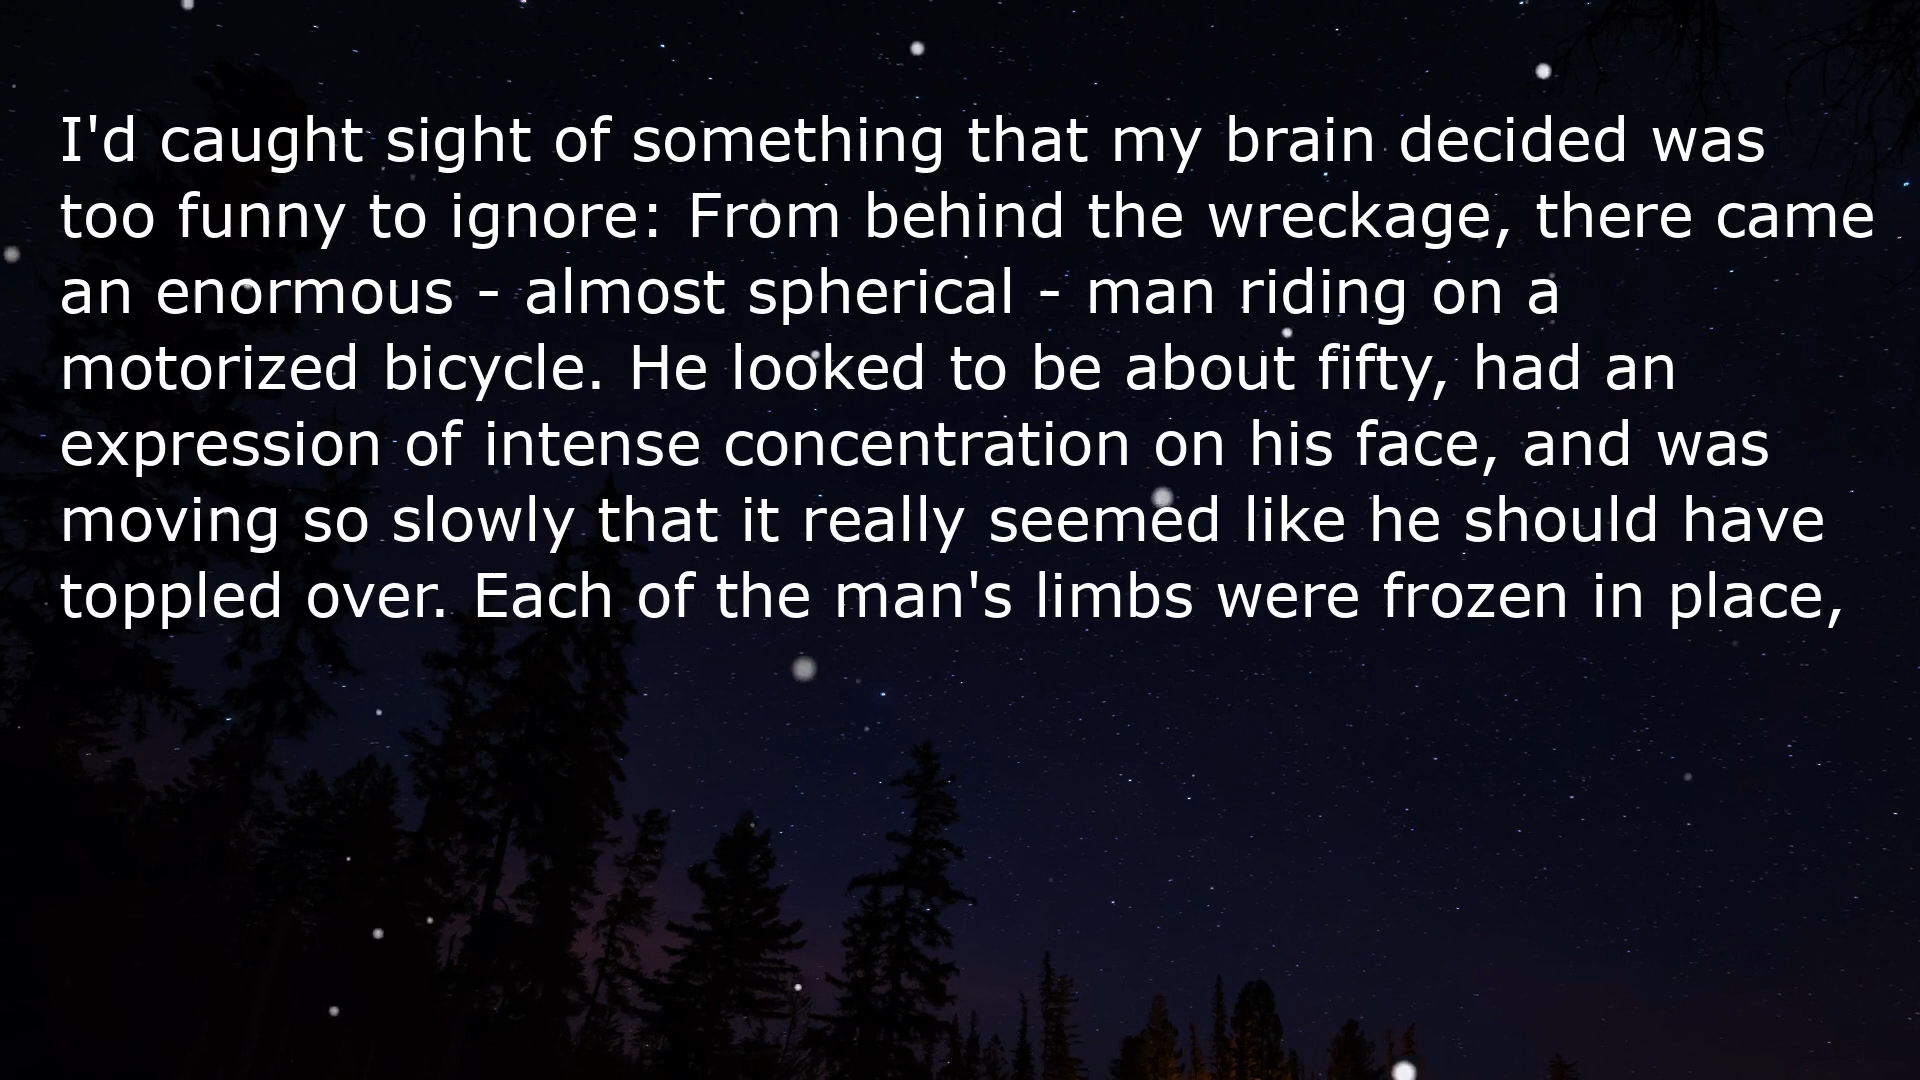 I'd caught sight of something that my brain decided was
too funny to ignore: From behind the wreckage, there came
an enormous - almost spherical - man riding on a
motorized bicycle. He looked to be about fifty, had an
expression of intense concentration on his face, and was
moving so slowly that it really seemed like he should have
toppled over. Each of the man's limbs were frozen in place,